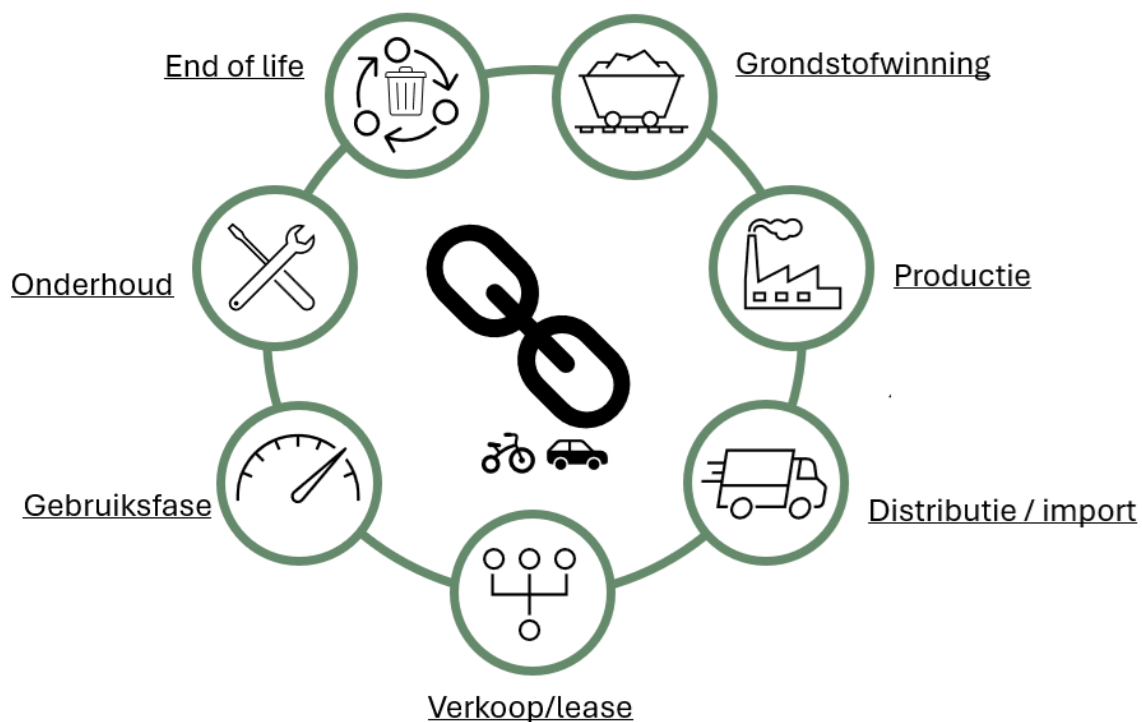 End of life
Grondstofwinning
Onderhoud
Productie
Gebruiksfase
Distributie / import
Verkoop/lease